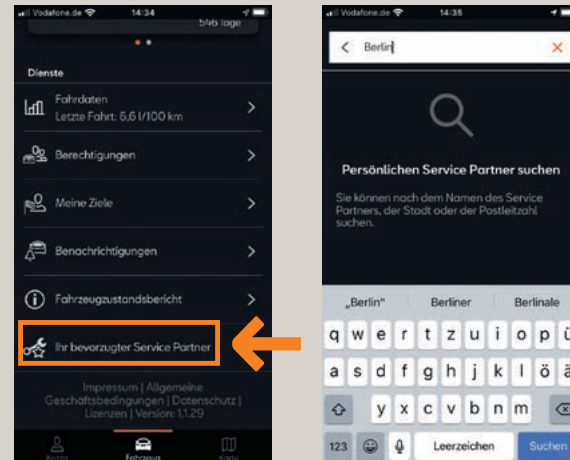 Vodafone.de 14:34
546 Tage
Dienste
Fahrdaten
Letzte Fahrt: 6,6 l/100 km
Berechtigungen
Meine Ziele
Benachrichtigungen
Fahrzeugzustandsbericht
Ihr bevorzugter Service Partner
Impressum | Allgemeine
Geschäftsbedingungen | Datenschutz |
Lizenzen | Version: 1.1.29
Konto Fahrzeug Karte
Vodafone.de 14:35
Berlin
Persönlichen Service Partner suchen
Sie können nach dem Namen des Service
Partners, der Stadt oder der Postleitzahl
suchen.
„Berlin“ Berliner Berlinale
q w e r t z u i o p ü
a s d f g h j k l ö ä
y x c v b n m
123 Leerzeichen Suchen